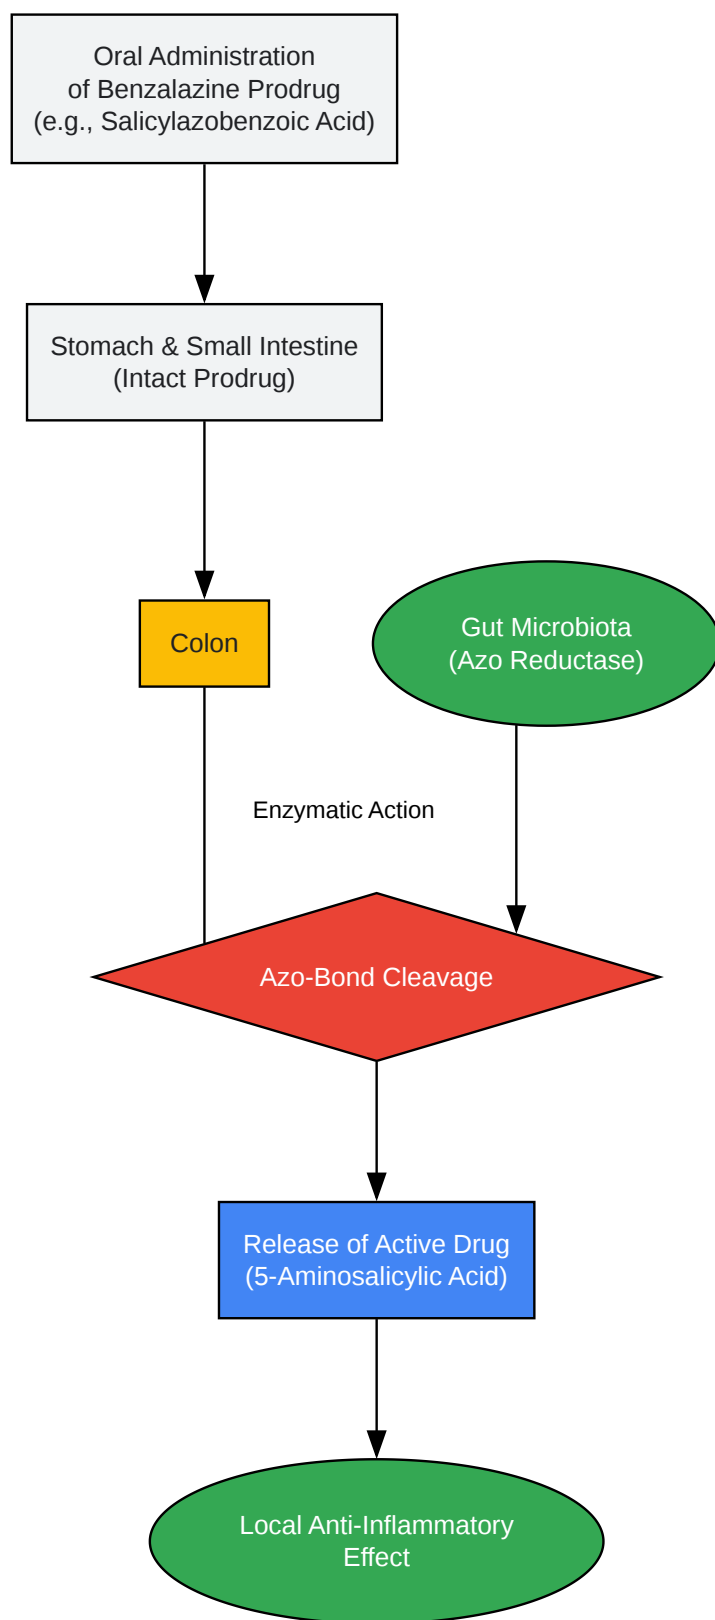 Oral Administration
of Benzalazine Prodrug
(e.g., Salicylazobenzoic Acid)
Stomach & Small Intestine
(Intact Prodrug)
Colon
Gut Microbiota
(Azo Reductase)
Enzymatic Action
Azo-Bond Cleavage
Release of Active Drug
(5-Aminosalicylic Acid)
Local Anti-Inflammatory
Effect